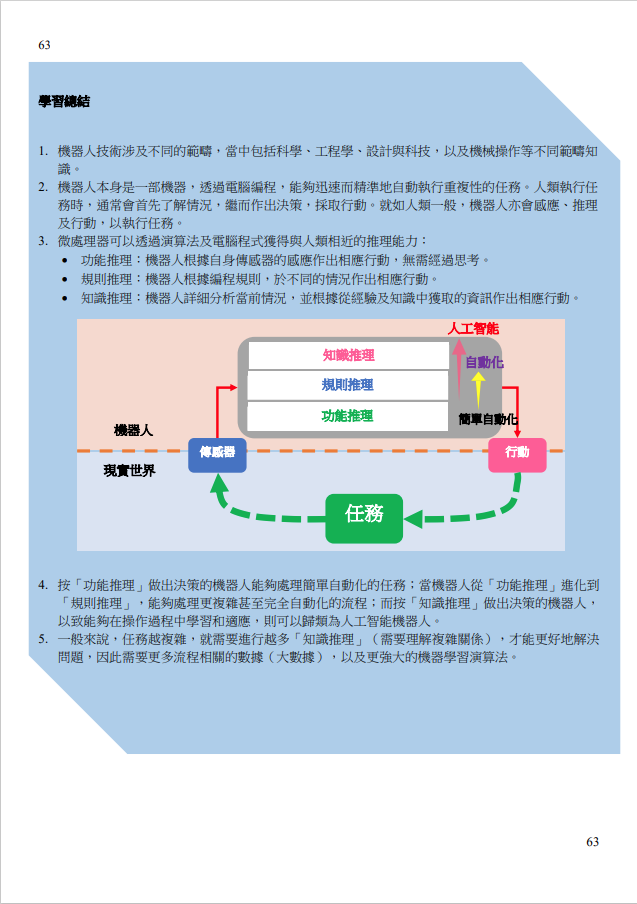 63
學習總結
1. 機器人技術涉及不同的範疇，當中包括科學、工程學、設計與科技，以及機械操作等不同範疇知
識。
2. 機器人本身是一部機器，透過電腦編程，能夠迅速而精準地自動執行重複性的任務。人類執行任
務時，通常會首先了解情況，繼而作出決策，採取行動。就如人類一般，機器人亦會感應、推理
及行動，以執行任務。
3. 微處理器可以透過演算法及電腦程式獲得與人類相近的推理能力：
• 功能推理：機器人根據自身傳感器的感應作出相應行動，無需經過思考。
• 規則推理：機器人根據編程規則，於不同的情況作出相應行動。
• 知識推理：機器人詳細分析當前情況，並根據從經驗及知識中獲取的資訊作出相應行動。
人工智能
知識推理
自動化
規則推理
功能推理
簡單自動化
機器人
傳感器
行動
現實世界
任務
4. 按「功能推理」做出決策的機器人能夠處理簡單自動化的任務；當機器人從「功能推理」進化到
「規則推理」，能夠處理更複雜甚至完全自動化的流程；而按「知識推理」做出決策的機器人，
以致能夠在操作過程中學習和適應，則可以歸類為人工智能機器人。
5. 一般來說，任務越複雜，就需要進行越多「知識推理」（需要理解複雜關係），才能更好地解決
問題，因此需要更多流程相關的數據（大數據），以及更強大的機器學習演算法。
63